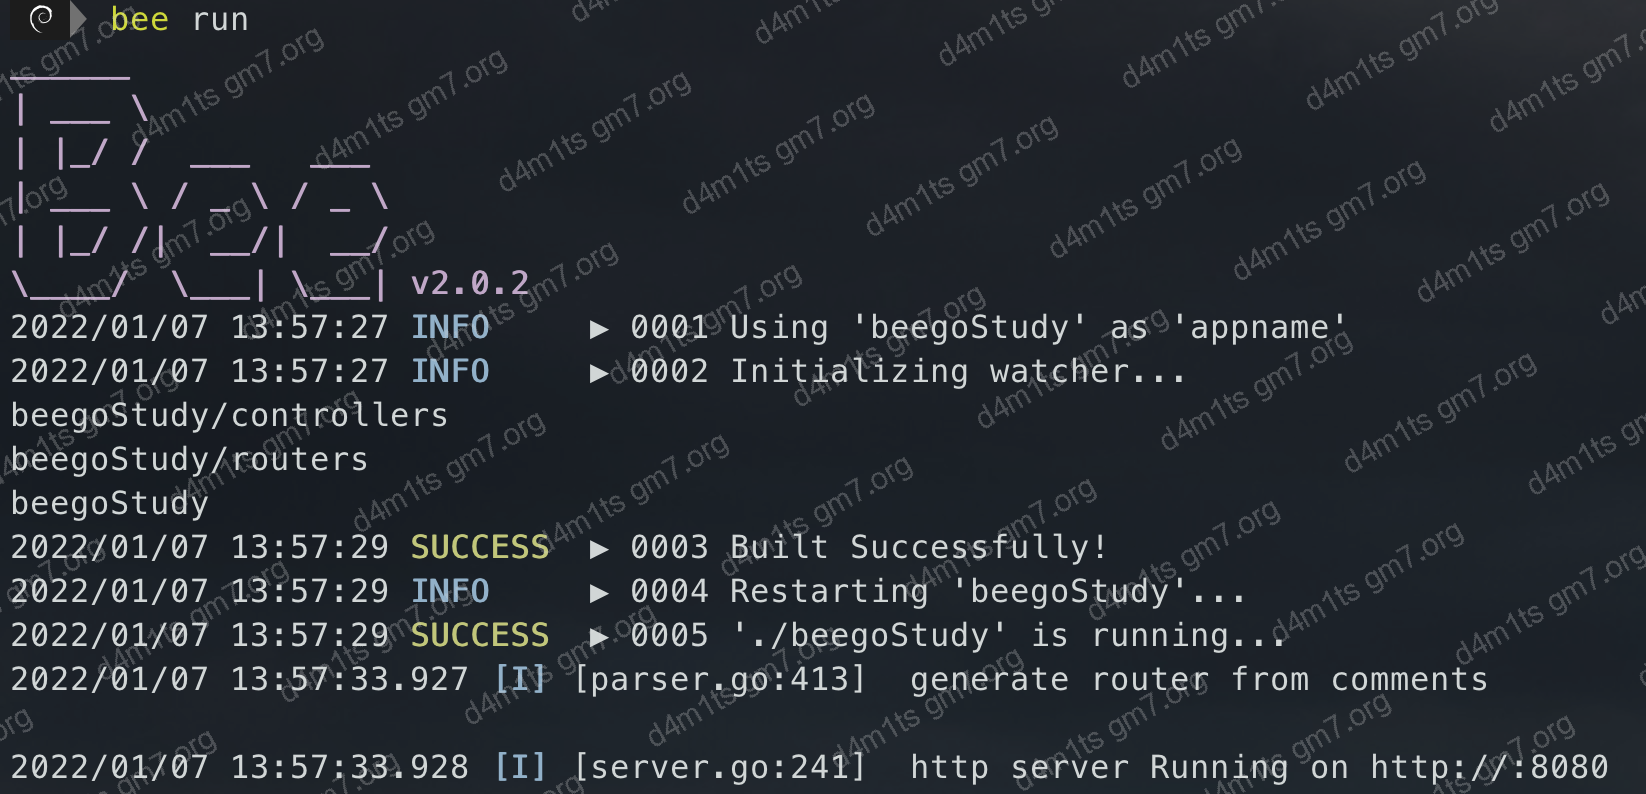 bee run
______
| ___ \
| |_/ /  ___   ___
| ___ \ / _ \ / _ \
| |_/ /|  __/|  __/
\____/  \___| \___| v2.0.2
2022/01/07 13:57:27 INFO     ▶ 0001 Using 'beegoStudy' as 'appname'
2022/01/07 13:57:27 INFO     ▶ 0002 Initializing watcher...
beegoStudy/controllers
beegoStudy/routers
beegoStudy
2022/01/07 13:57:29 SUCCESS  ▶ 0003 Built Successfully!
2022/01/07 13:57:29 INFO     ▶ 0004 Restarting 'beegoStudy'...
2022/01/07 13:57:29 SUCCESS  ▶ 0005 './beegoStudy' is running...
2022/01/07 13:57:33.927 [I] [parser.go:413]  generate router from comments
2022/01/07 13:57:33.928 [I] [server.go:241]  http server Running on http://:8080
d4m1ts gm7.org